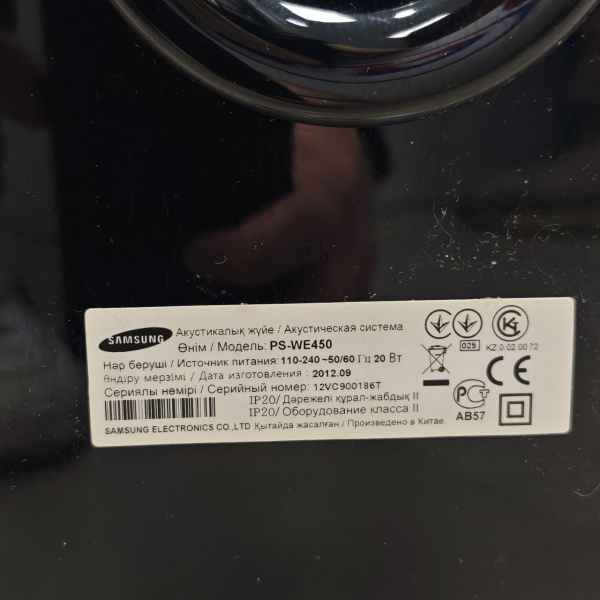 SAMSUNG
Акустикалық жүйе / Акустическая система
Өнім / Модель: PS-WE450
Нәр беруші / Источник питания: 110-240 ~50/60 Гц 20 Вт
Өндіру мерзімі / Дата изготовления : 2012.09
Сериялы нөмірі / Серийный номер: 12VC900186T
IP20/ Дәрежелі құрал-жабдық II
IP20/ Оборудование класса II
SAMSUNG ELECTRONICS CO.,LTD Қытайда жасалған / Произведено в Китае
025
KZ.0.02.0072
CE
AB57